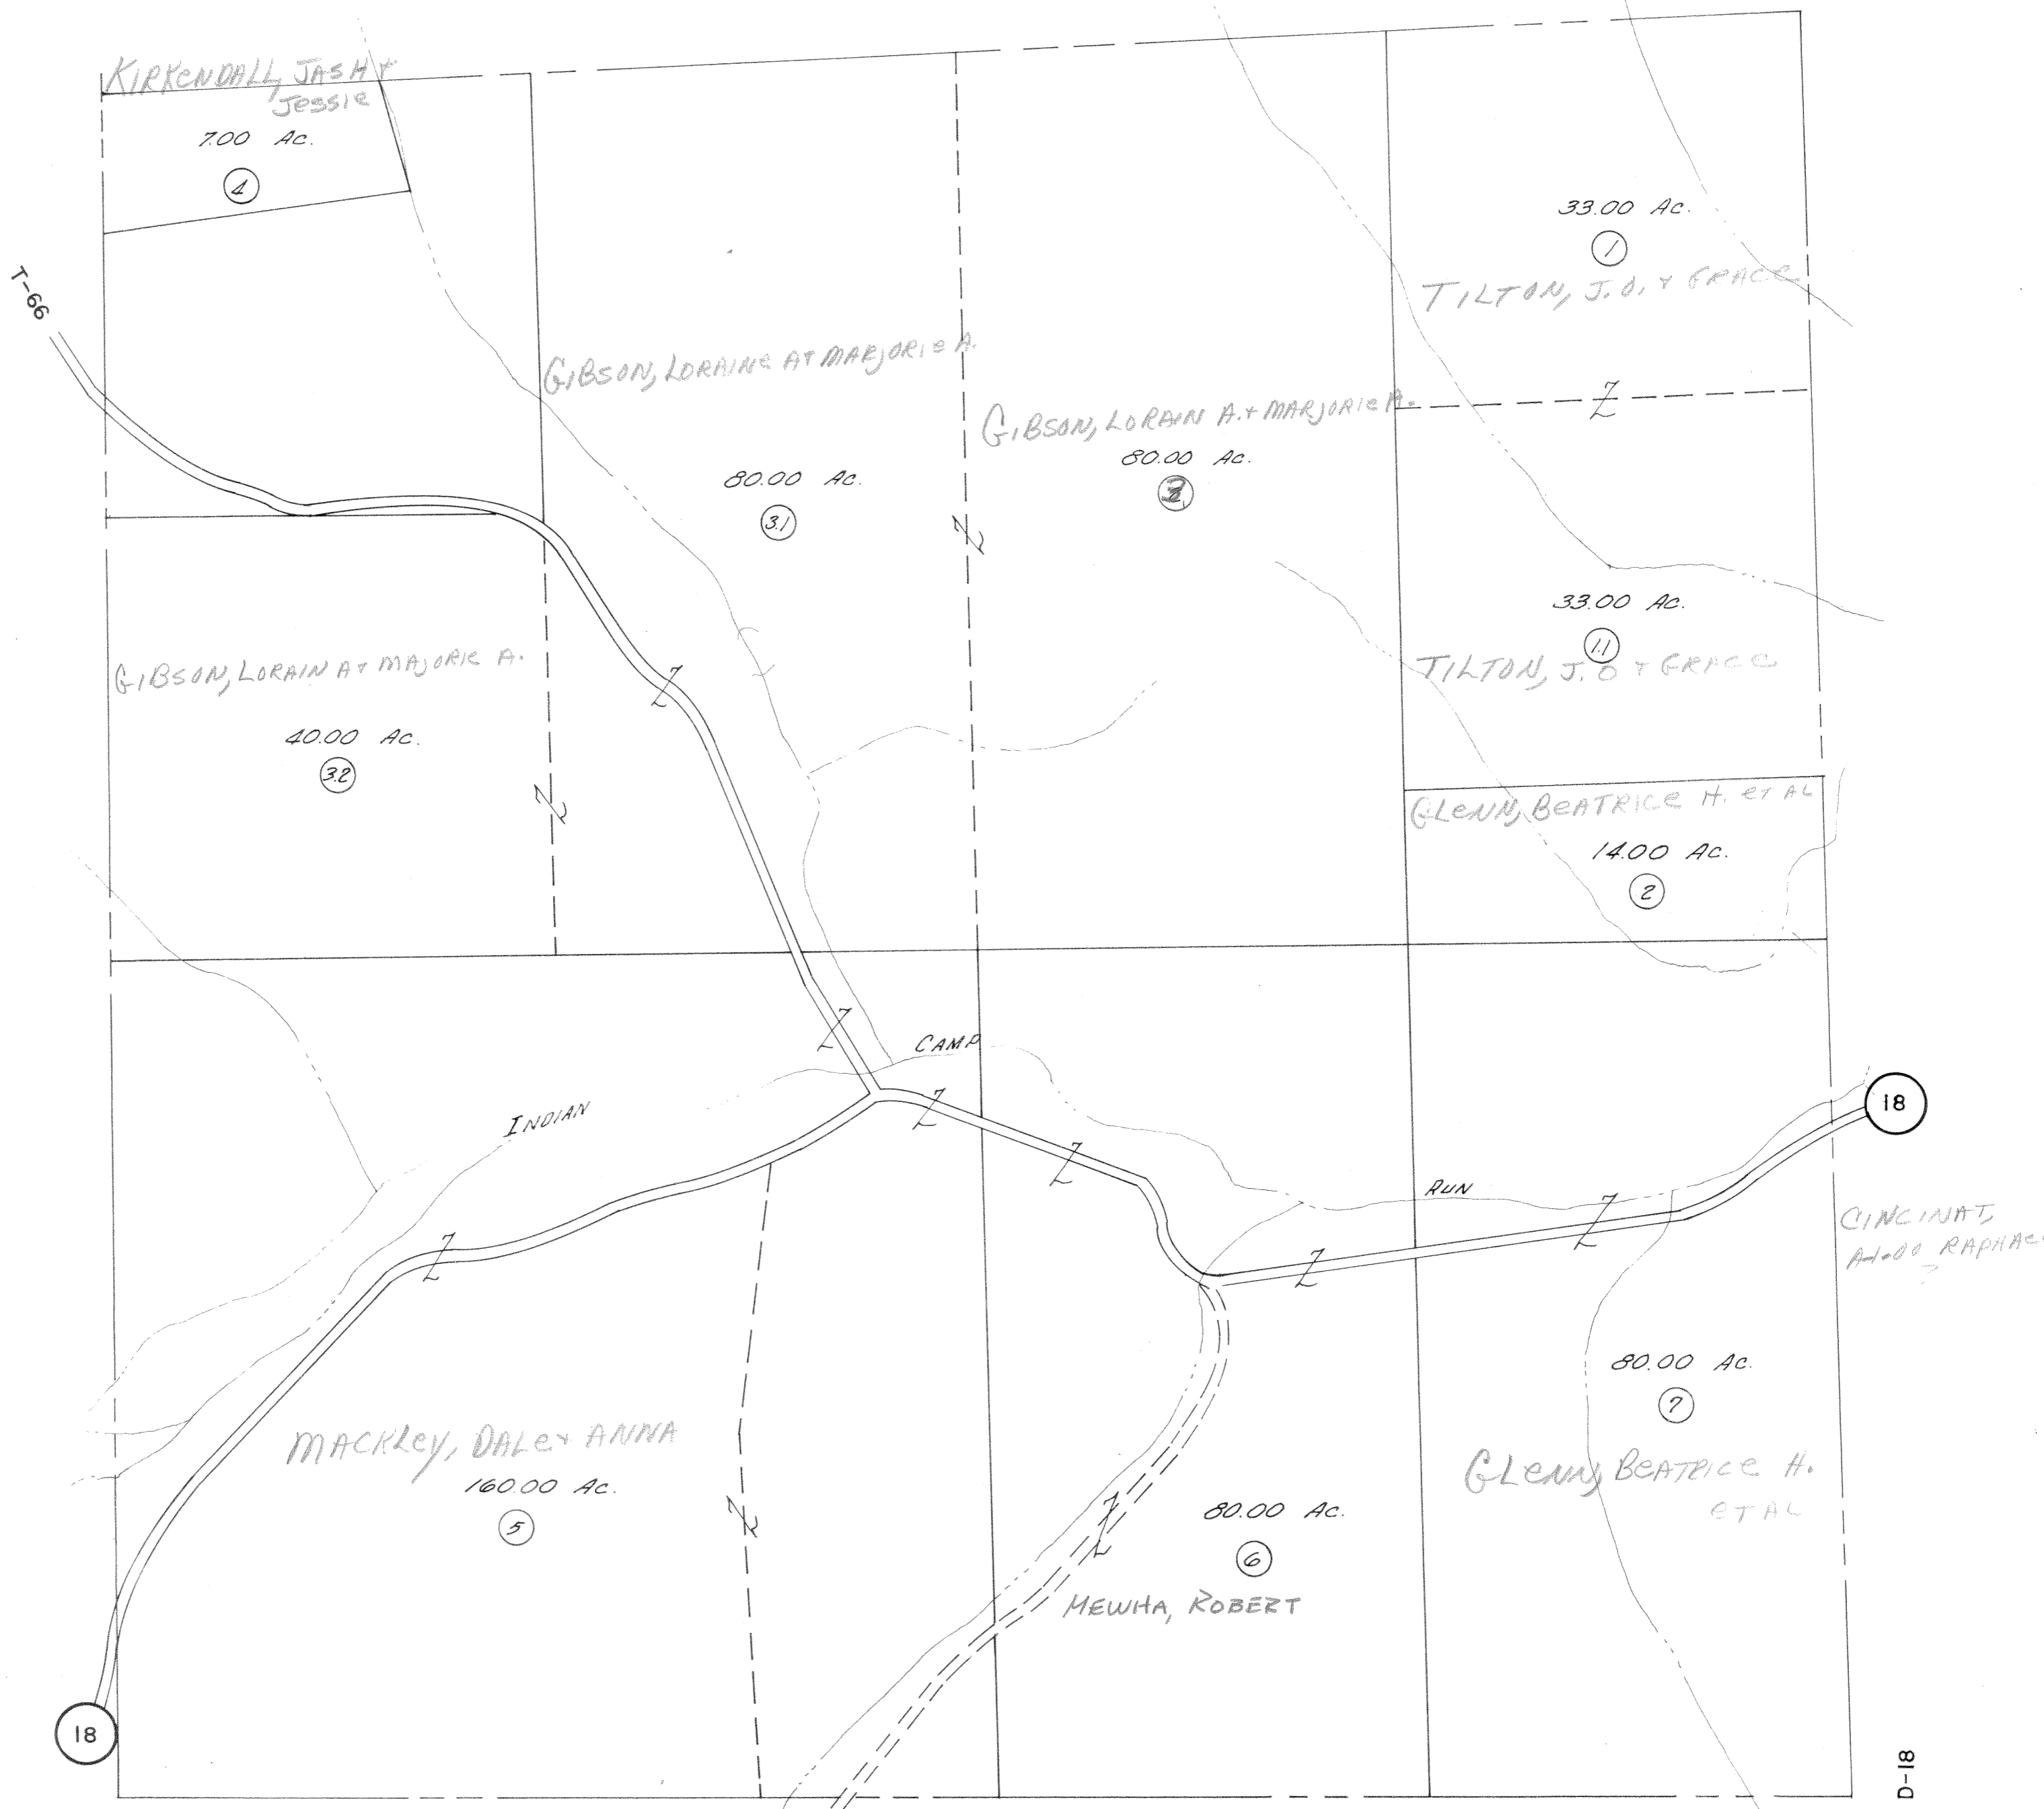 KIRKENDALL, JAS H +
JESSIE
7.00 AC.
4
T-66
33.00 AC.
1
TILTON, J.O. + GRACE
GIBSON, LORAINE A + MARJORIE A.
80.00 AC.
3.1
GIBSON, LORAIN A. + MARJORIE A.
80.00 AC.
3
33.00 AC.
1.1
TILTON, J. O + GRACE
GIBSON, LORAIN A + MAJORIE A.
40.00 AC.
3.2
GLENN, BEATRICE H. ET AL
14.00 AC.
2
INDIAN
CAMP
RUN
18
CINCINAT,
80.00 AC.
7
GLENN, BEATRICE H.
ET AL
MACKLEY, DALE + ANNA
160.00 AC.
5
80.00 AC.
6
MEWHA, ROBERT
18
D-18